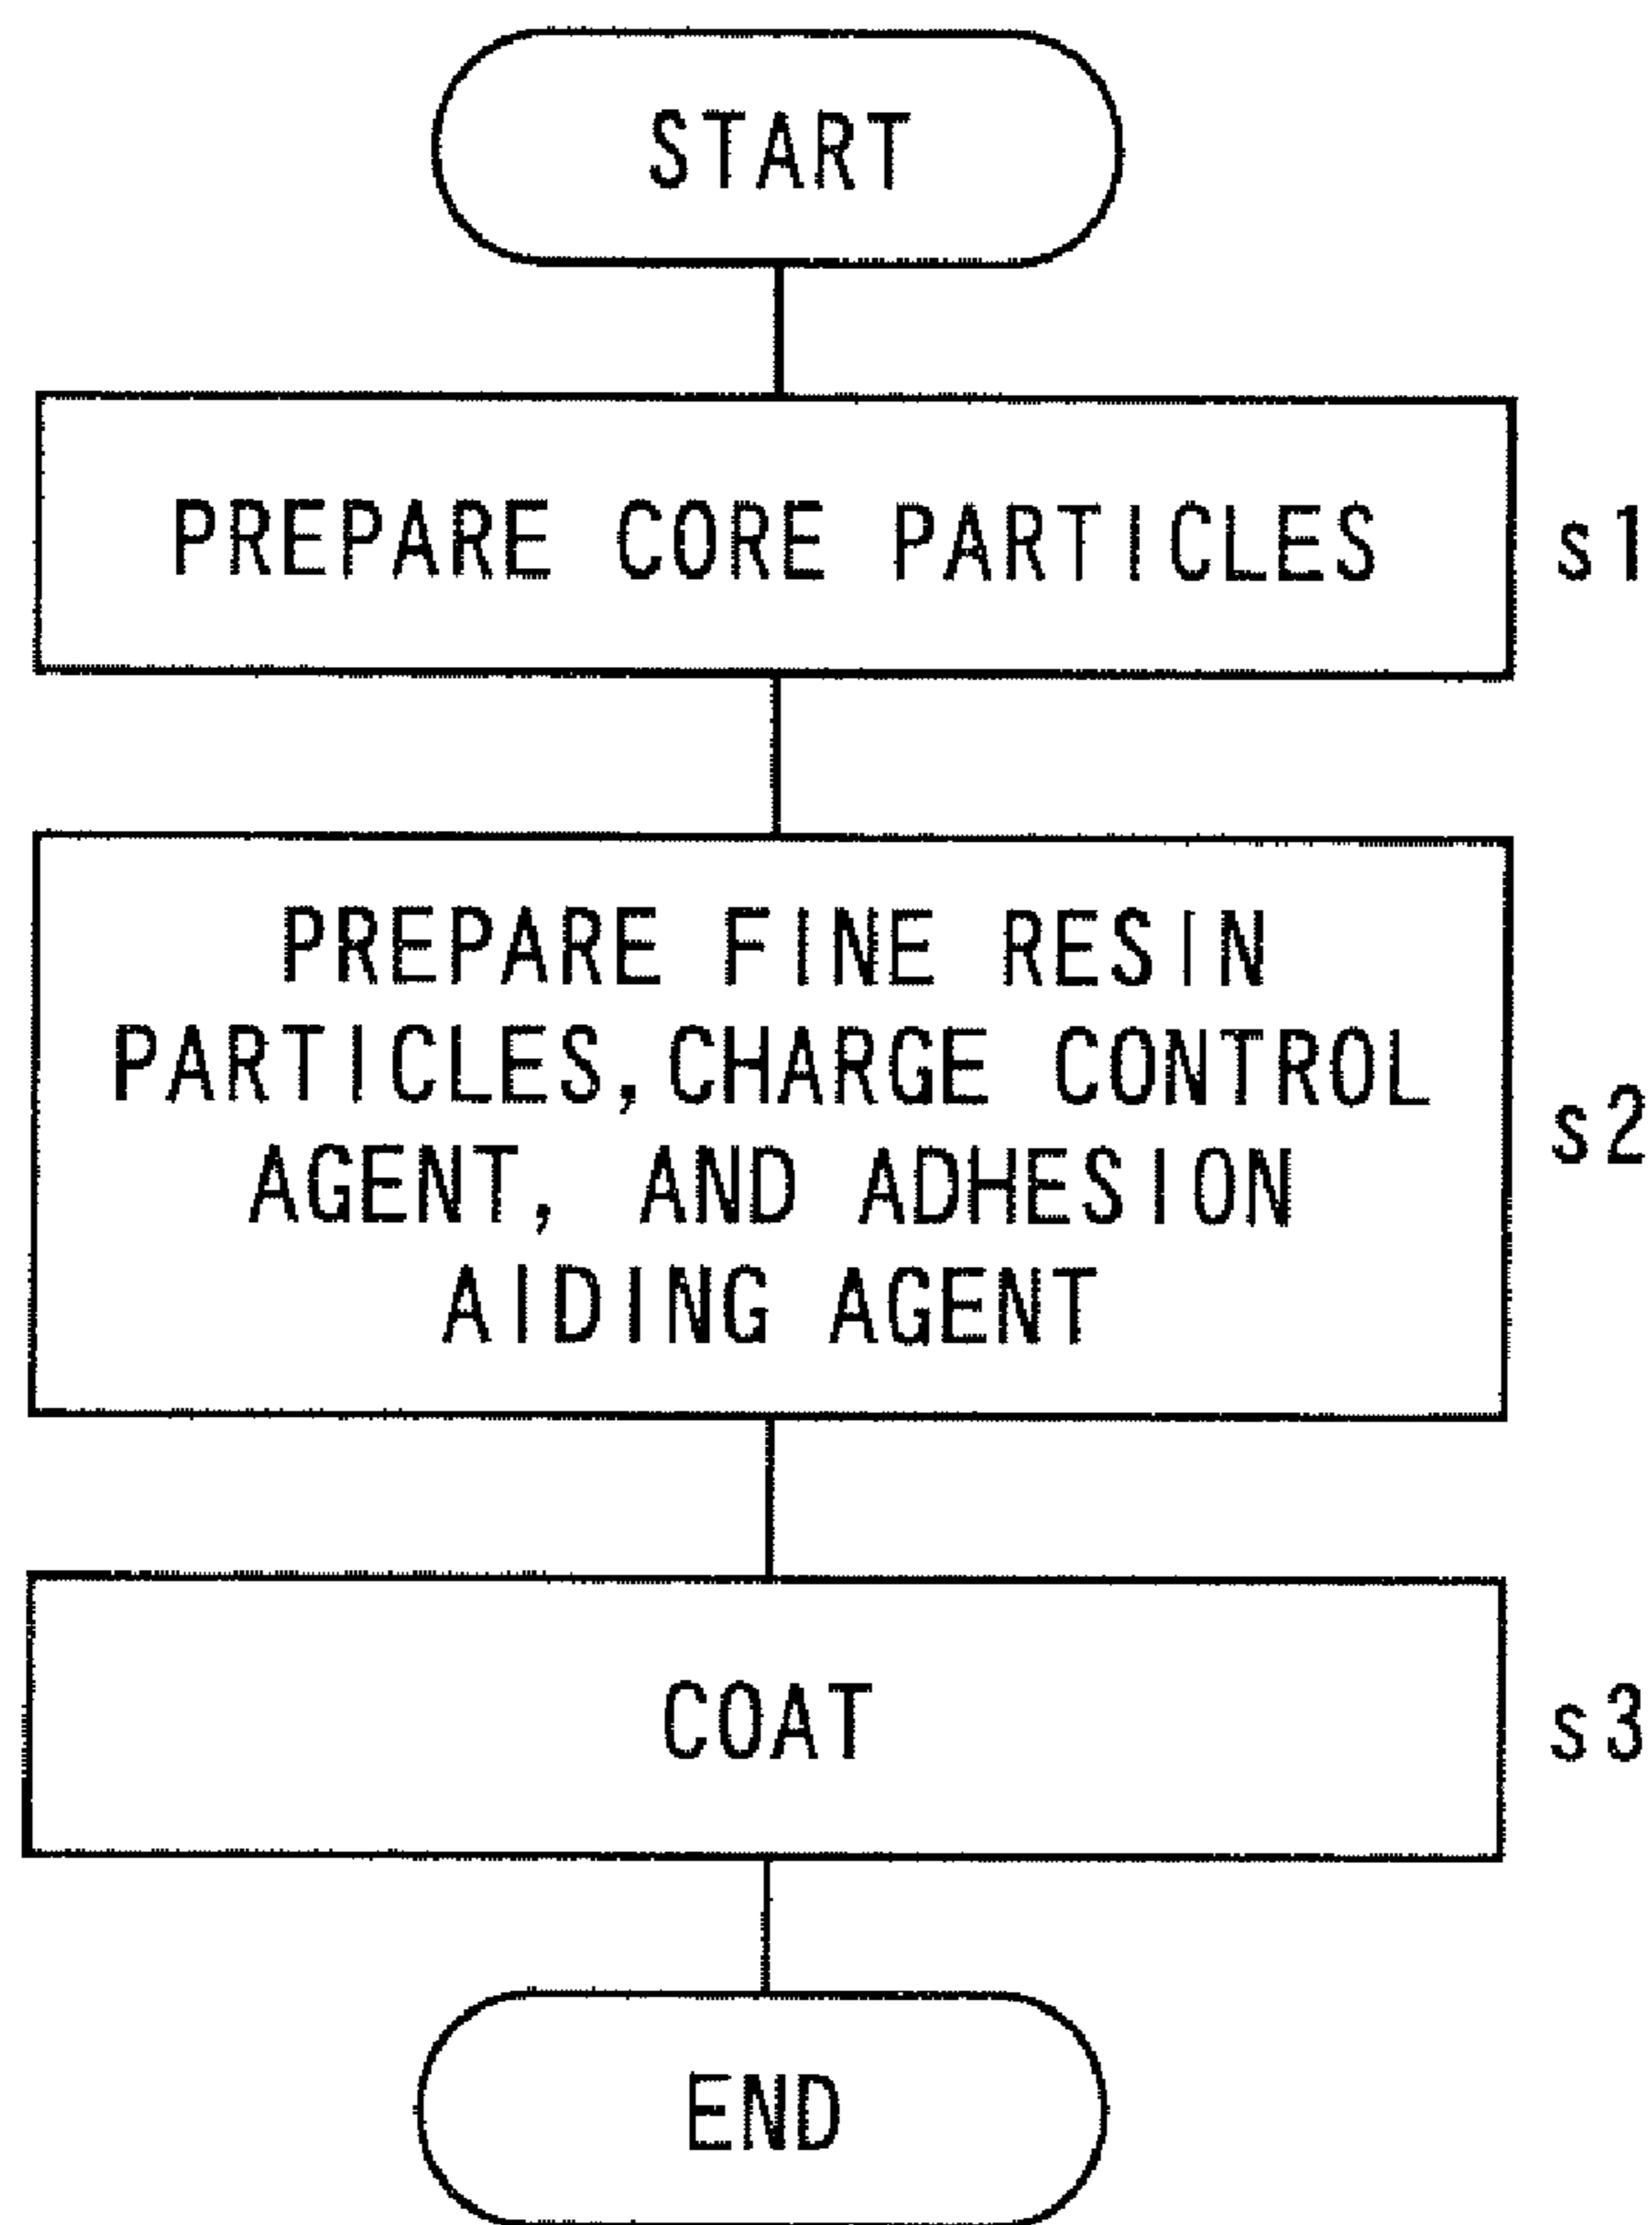 START
PREPARE CORE PARTICLES s1
PREPARE FINE RESIN
PARTICLES,CHARGE CONTROL
AGENT, AND ADHESION
AIDING AGENT
s2
COAT s3
END